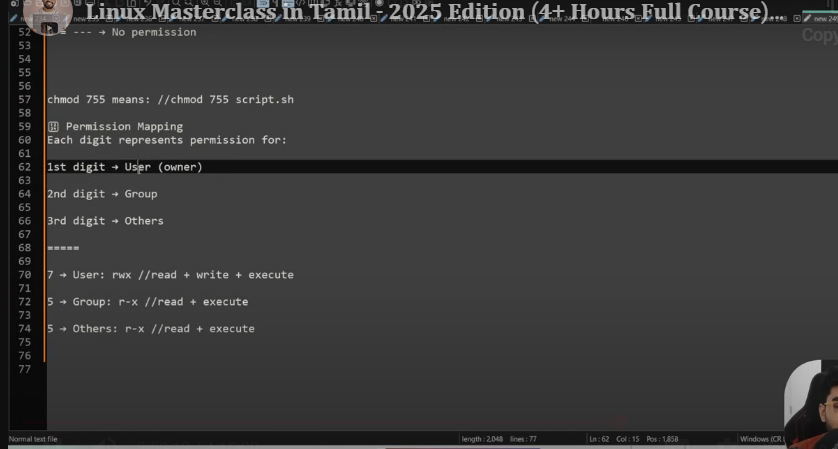 Linux Masterclass in Tamil - 2025 Edition (4+ Hours Full Course)...
Copy
52 --- → No permission
53
54
55
56
57 chmod 755 means: //chmod 755 script.sh
58
59 Permission Mapping
60 Each digit represents permission for:
61
62 1st digit → User (owner)
63
64 2nd digit → Group
65
66 3rd digit → Others
67
68 =====
69
70 7 → User: rwx //read + write + execute
71
72 5 → Group: r-x //read + execute
73
74 5 → Others: r-x //read + execute
75
76
77
Normal text file length : 2,048 lines : 77 Ln : 62 Col : 15 Pos : 1,858 Windows (CR